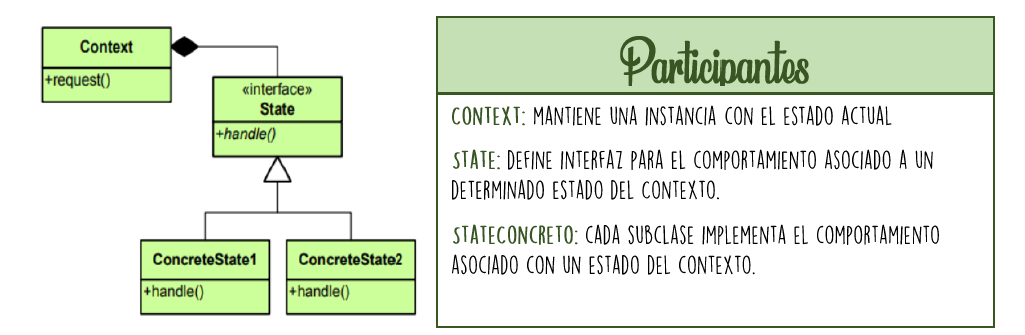 Context
+request()
«interface»
State
+handle()
ConcreteState1
+handle()
ConcreteState2
+handle()
Participantes
CONTEXT: MANTIENE UNA INSTANCIA CON EL ESTADO ACTUAL
STATE: DEFINE INTERFAZ PARA EL COMPORTAMIENTO ASOCIADO A UN
DETERMINADO ESTADO DEL CONTEXTO.
STATECONCRETO: CADA SUBCLASE IMPLEMENTA EL COMPORTAMIENTO
ASOCIADO CON UN ESTADO DEL CONTEXTO.